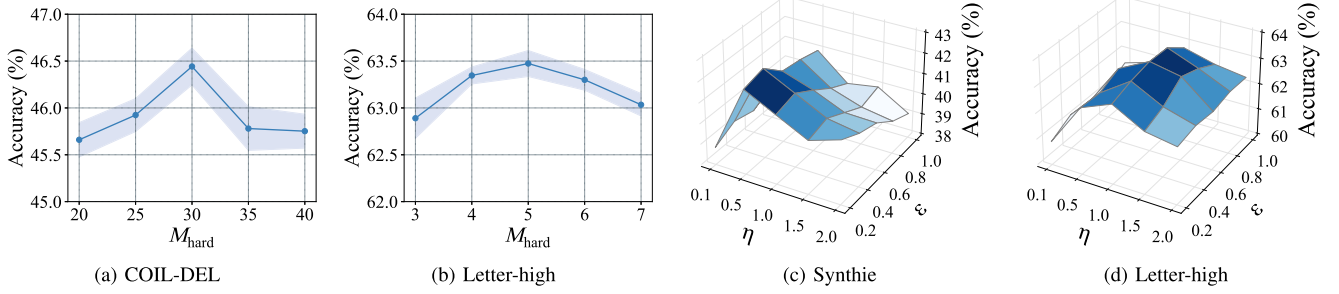 Accuracy (%)
47.0
46.5
46.0
45.5
45.0
20 25 30 35 40
M_hard
(a) COIL-DEL
Accuracy (%)
64.0
63.5
63.0
62.5
62.0
3 4 5 6 7
M_hard
(b) Letter-high
Accuracy (%)
43
42
41
40
39
38
0.1 0.5 1.0 1.5 2.0
η
0.2 0.4 0.6 0.8 1.0
ε
(c) Synthie
Accuracy (%)
64
63
62
61
60
0.1 0.5 1.0 1.5 2.0
η
0.2 0.4 0.6 0.8 1.0
ε
(d) Letter-high